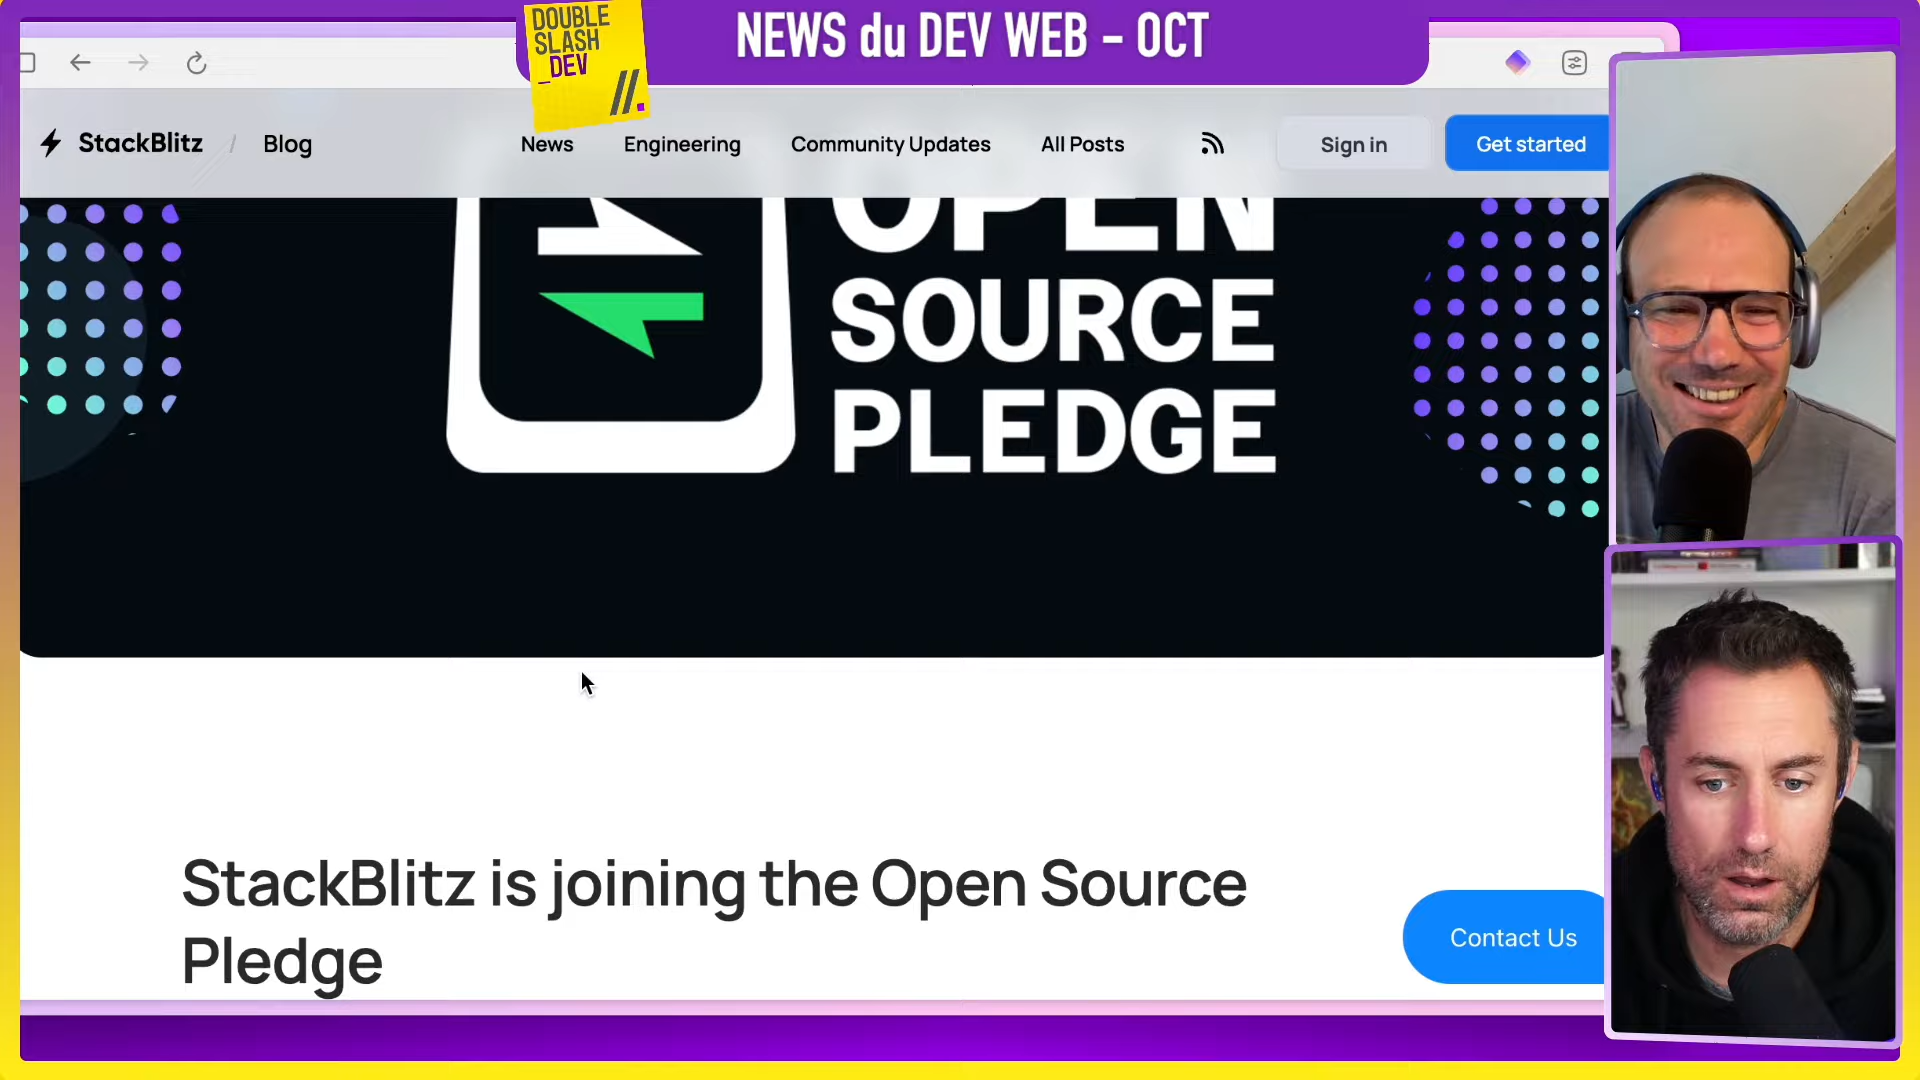 NEWS du DEV WEB - OCT
DOUBLE
SLASH
_DEV
//.
StackBlitz / Blog
News
Engineering
Community Updates
All Posts
Sign in
Get started
OPEN
SOURCE
PLEDGE
StackBlitz is joining the Open Source
Pledge
Contact Us